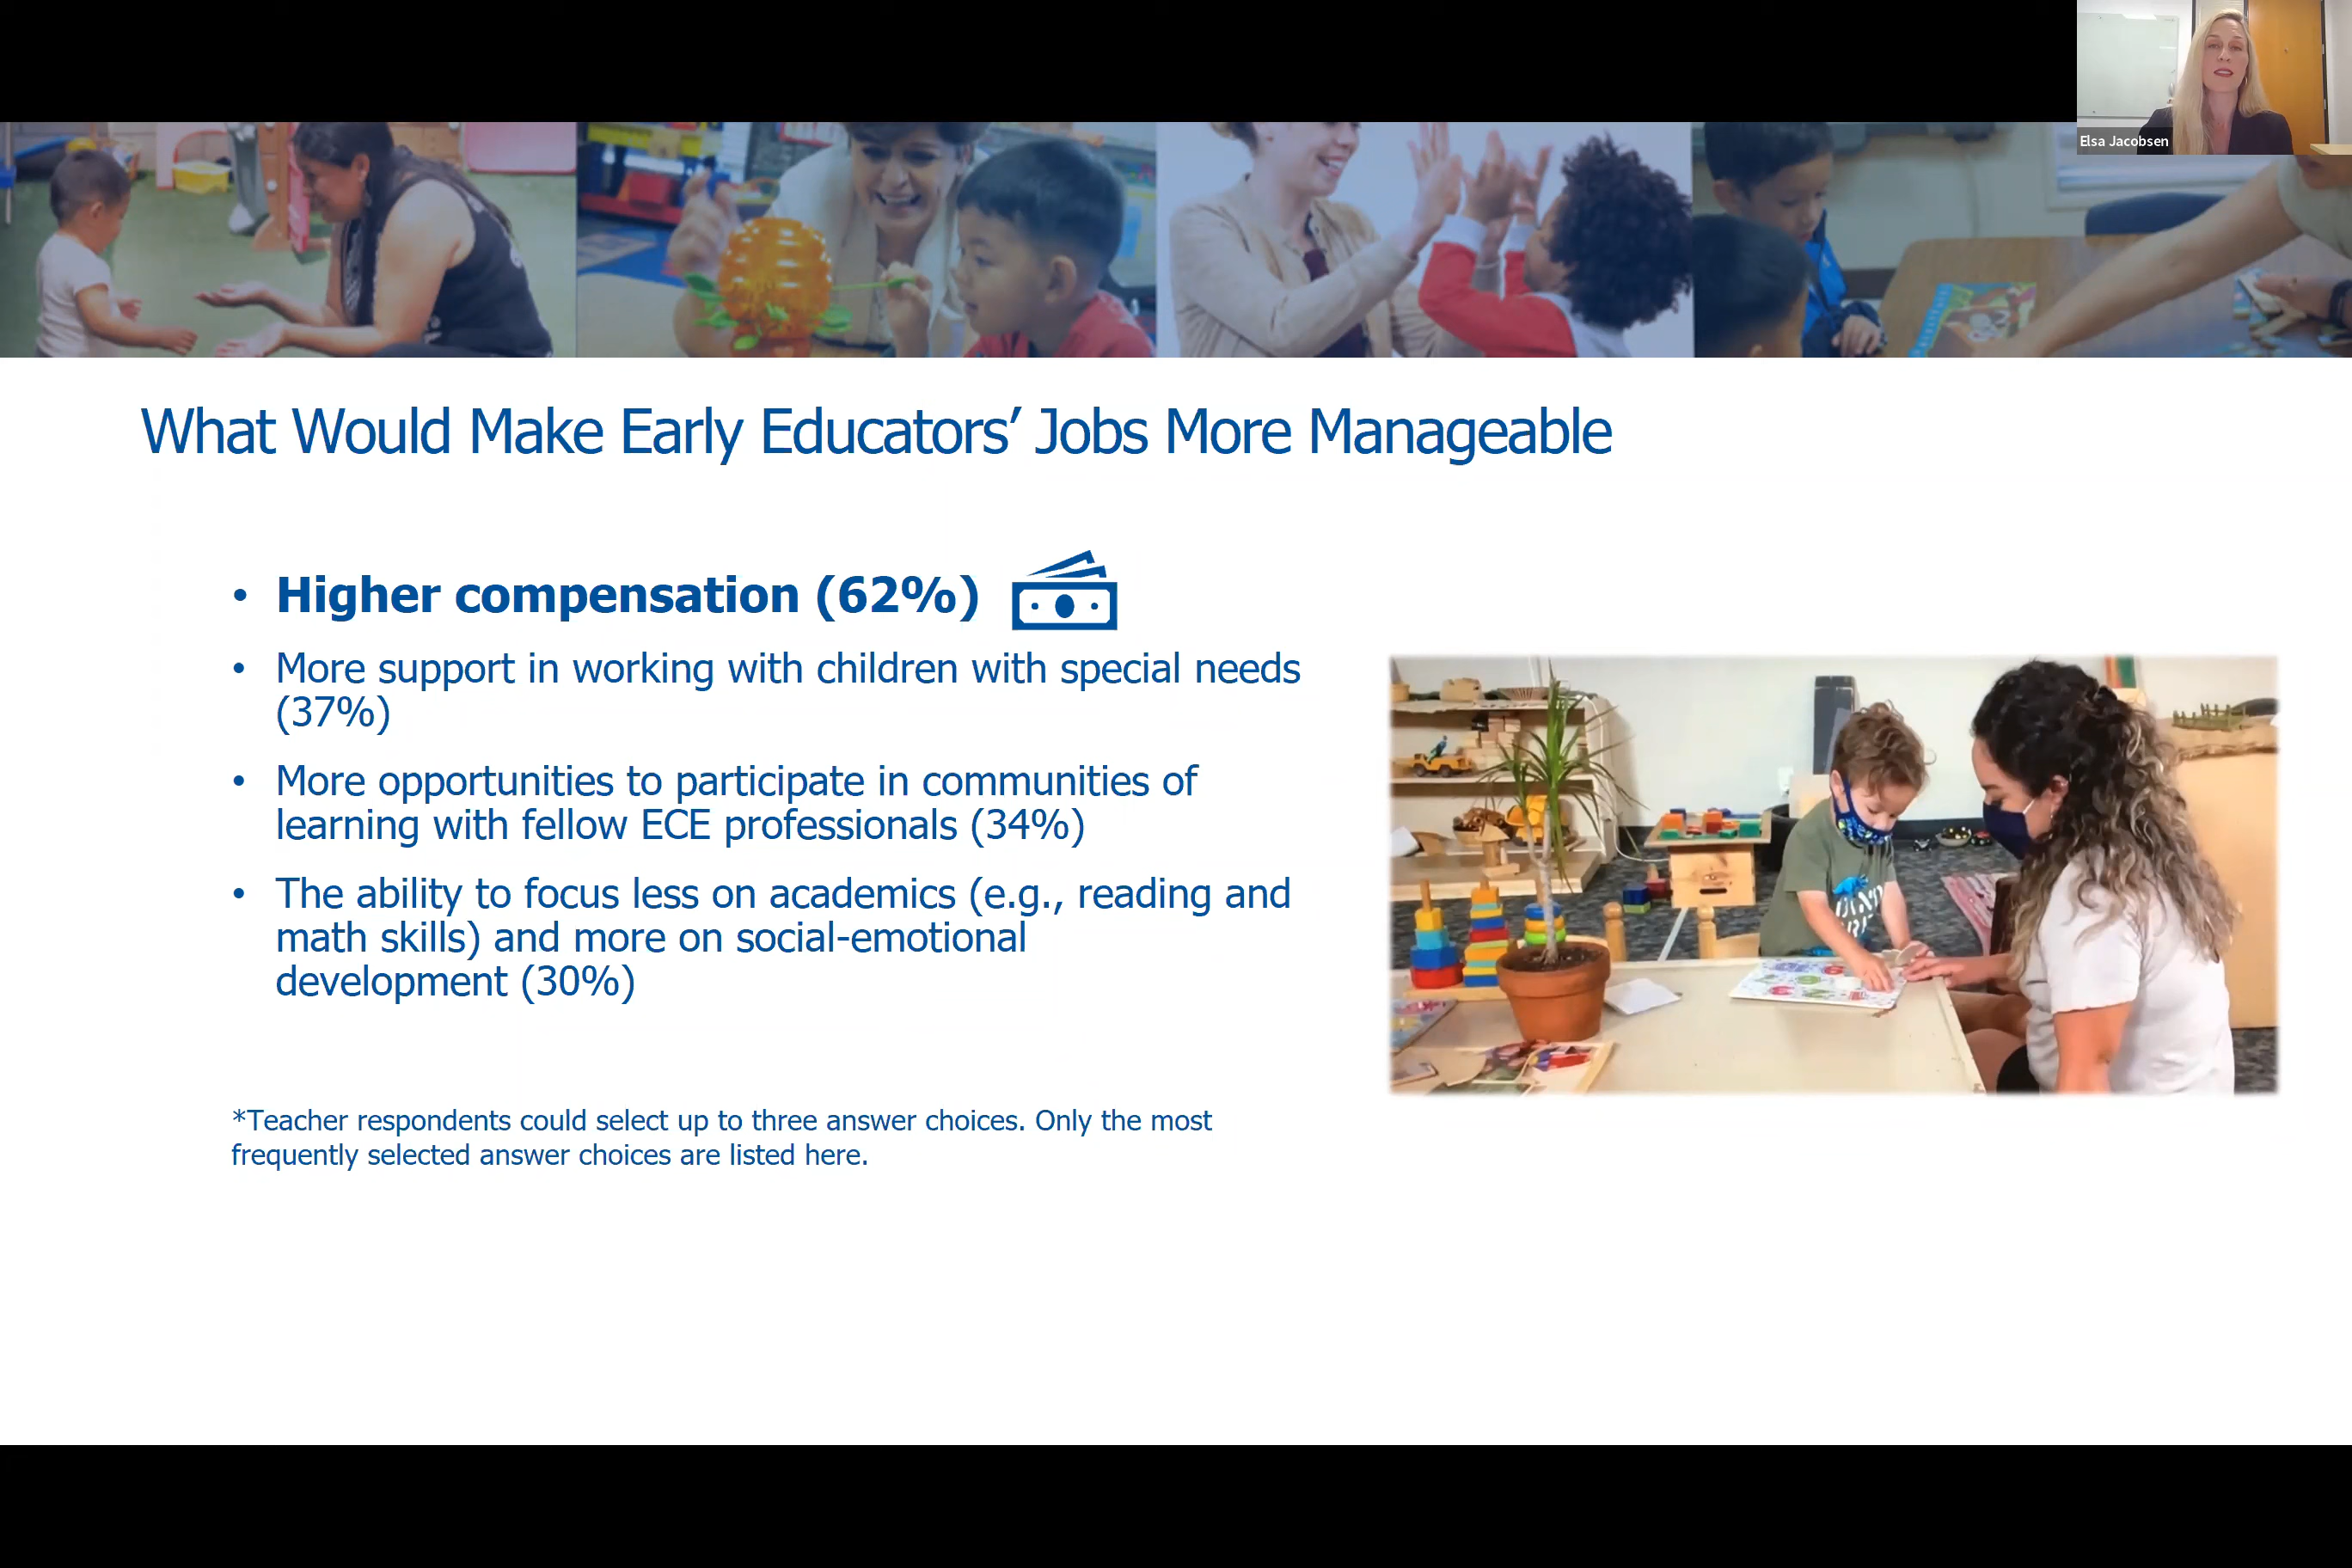 Elsa Jacobsen
What Would Make Early Educators’ Jobs More Manageable
• Higher compensation (62%)
• More support in working with children with special needs
(37%)
• More opportunities to participate in communities of
learning with fellow ECE professionals (34%)
• The ability to focus less on academics (e.g., reading and
math skills) and more on social-emotional
development (30%)
*Teacher respondents could select up to three answer choices. Only the most
frequently selected answer choices are listed here.